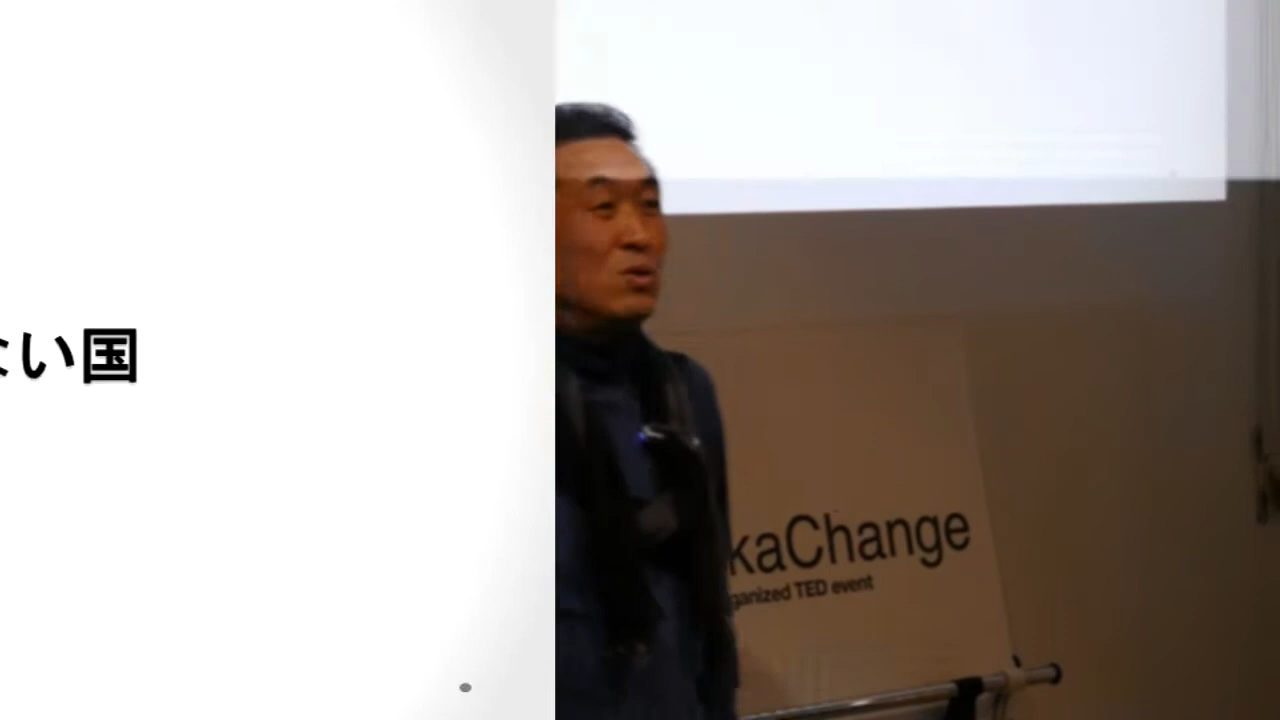 い国
kaChange
ganized TED event